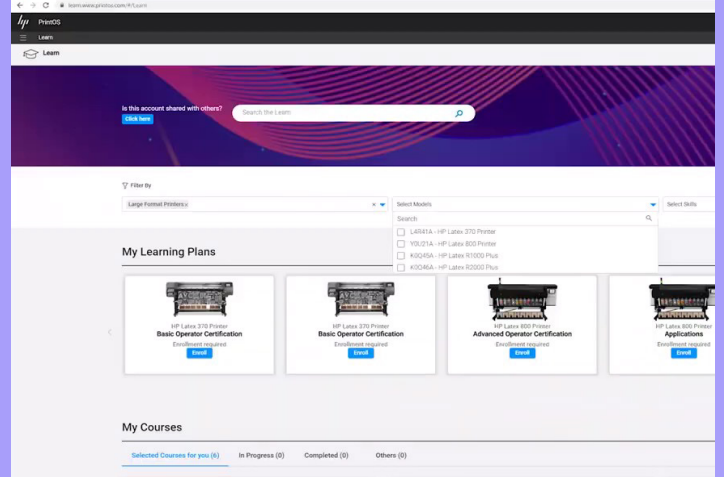 learn.www.printos.com/#/Learn
hp PrintOS
Learn
Learn
Is this account shared with others?
Click here
Search the Learn
Filter By
Large Format Printers x
Select Models
Select Skills
Search
L4R41A - HP Latex 370 Printer
Y0U21A - HP Latex 800 Printer
K0Q45A - HP Latex R1000 Plus
K0Q46A - HP Latex R2000 Plus
My Learning Plans
HP Latex 370 Printer
Basic Operator Certification
Enrollment required
Enroll
HP Latex 370 Printer
Basic Operator Certification
Enrollment required
Enroll
HP Latex 800 Printer
Advanced Operator Certification
Enrollment required
Enroll
HP Latex 800 Printer
Applications
Enrollment required
Enroll
My Courses
Selected Courses for you (6)
In Progress (0)
Completed (0)
Others (0)